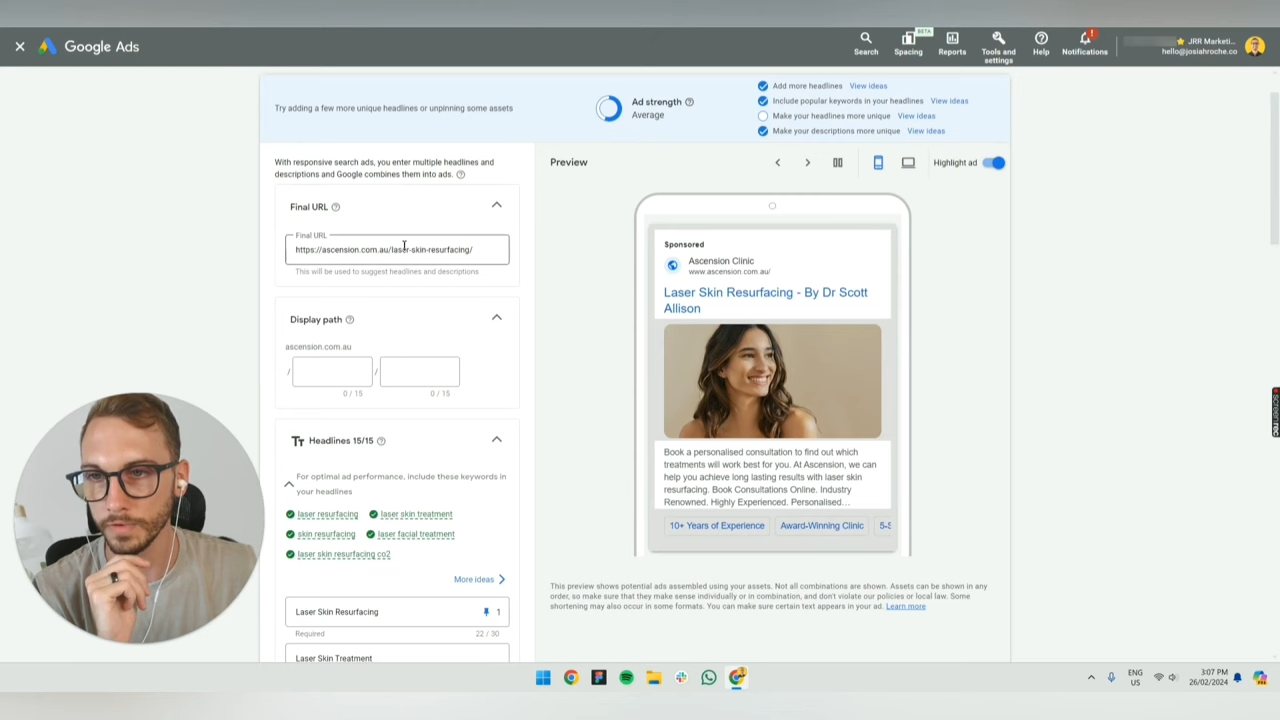 Google Ads
Search
BETA
Spacing
Reports
Tools and
settings
Help
Notifications
JRR Marketi...
hello@josiahroche.co
Try adding a few more unique headlines or unpinning some assets
Ad strength
Average
Add more headlines View ideas
Include popular keywords in your headlines View ideas
Make your headlines more unique View ideas
Make your descriptions more unique View ideas
With responsive search ads, you enter multiple headlines and
descriptions and Google combines them into ads.
Final URL
Final URL
https://ascension.com.au/laser-skin-resurfacing/
This will be used to suggest headlines and descriptions
Display path
ascension.com.au
/ /
0 / 15 0 / 15
Headlines 15/15
For optimal ad performance, include these keywords in
your headlines
laser resurfacing laser skin treatment
skin resurfacing laser facial treatment
laser skin resurfacing co2
More ideas
Laser Skin Resurfacing 1
Required 22 / 30
Laser Skin Treatment
Preview
Highlight ad
Sponsored
Ascension Clinic
www.ascension.com.au/
Laser Skin Resurfacing - By Dr Scott
Allison
Book a personalised consultation to find out which
treatments will work best for you. At Ascension, we can
help you achieve long lasting results with laser skin
resurfacing. Book Consultations Online. Industry
Renowned. Highly Experienced. Personalised...
10+ Years of Experience Award-Winning Clinic 5-S
This preview shows potential ads assembled using your assets. Not all combinations are shown. Assets can be shown in any
order, so make sure that they make sense individually or in combination, and don't violate our policies or local law. Some
shortening may also occur in some formats. You can make sure certain text appears in your ad. Learn more
ENG
US
3:07 PM
26/02/2024